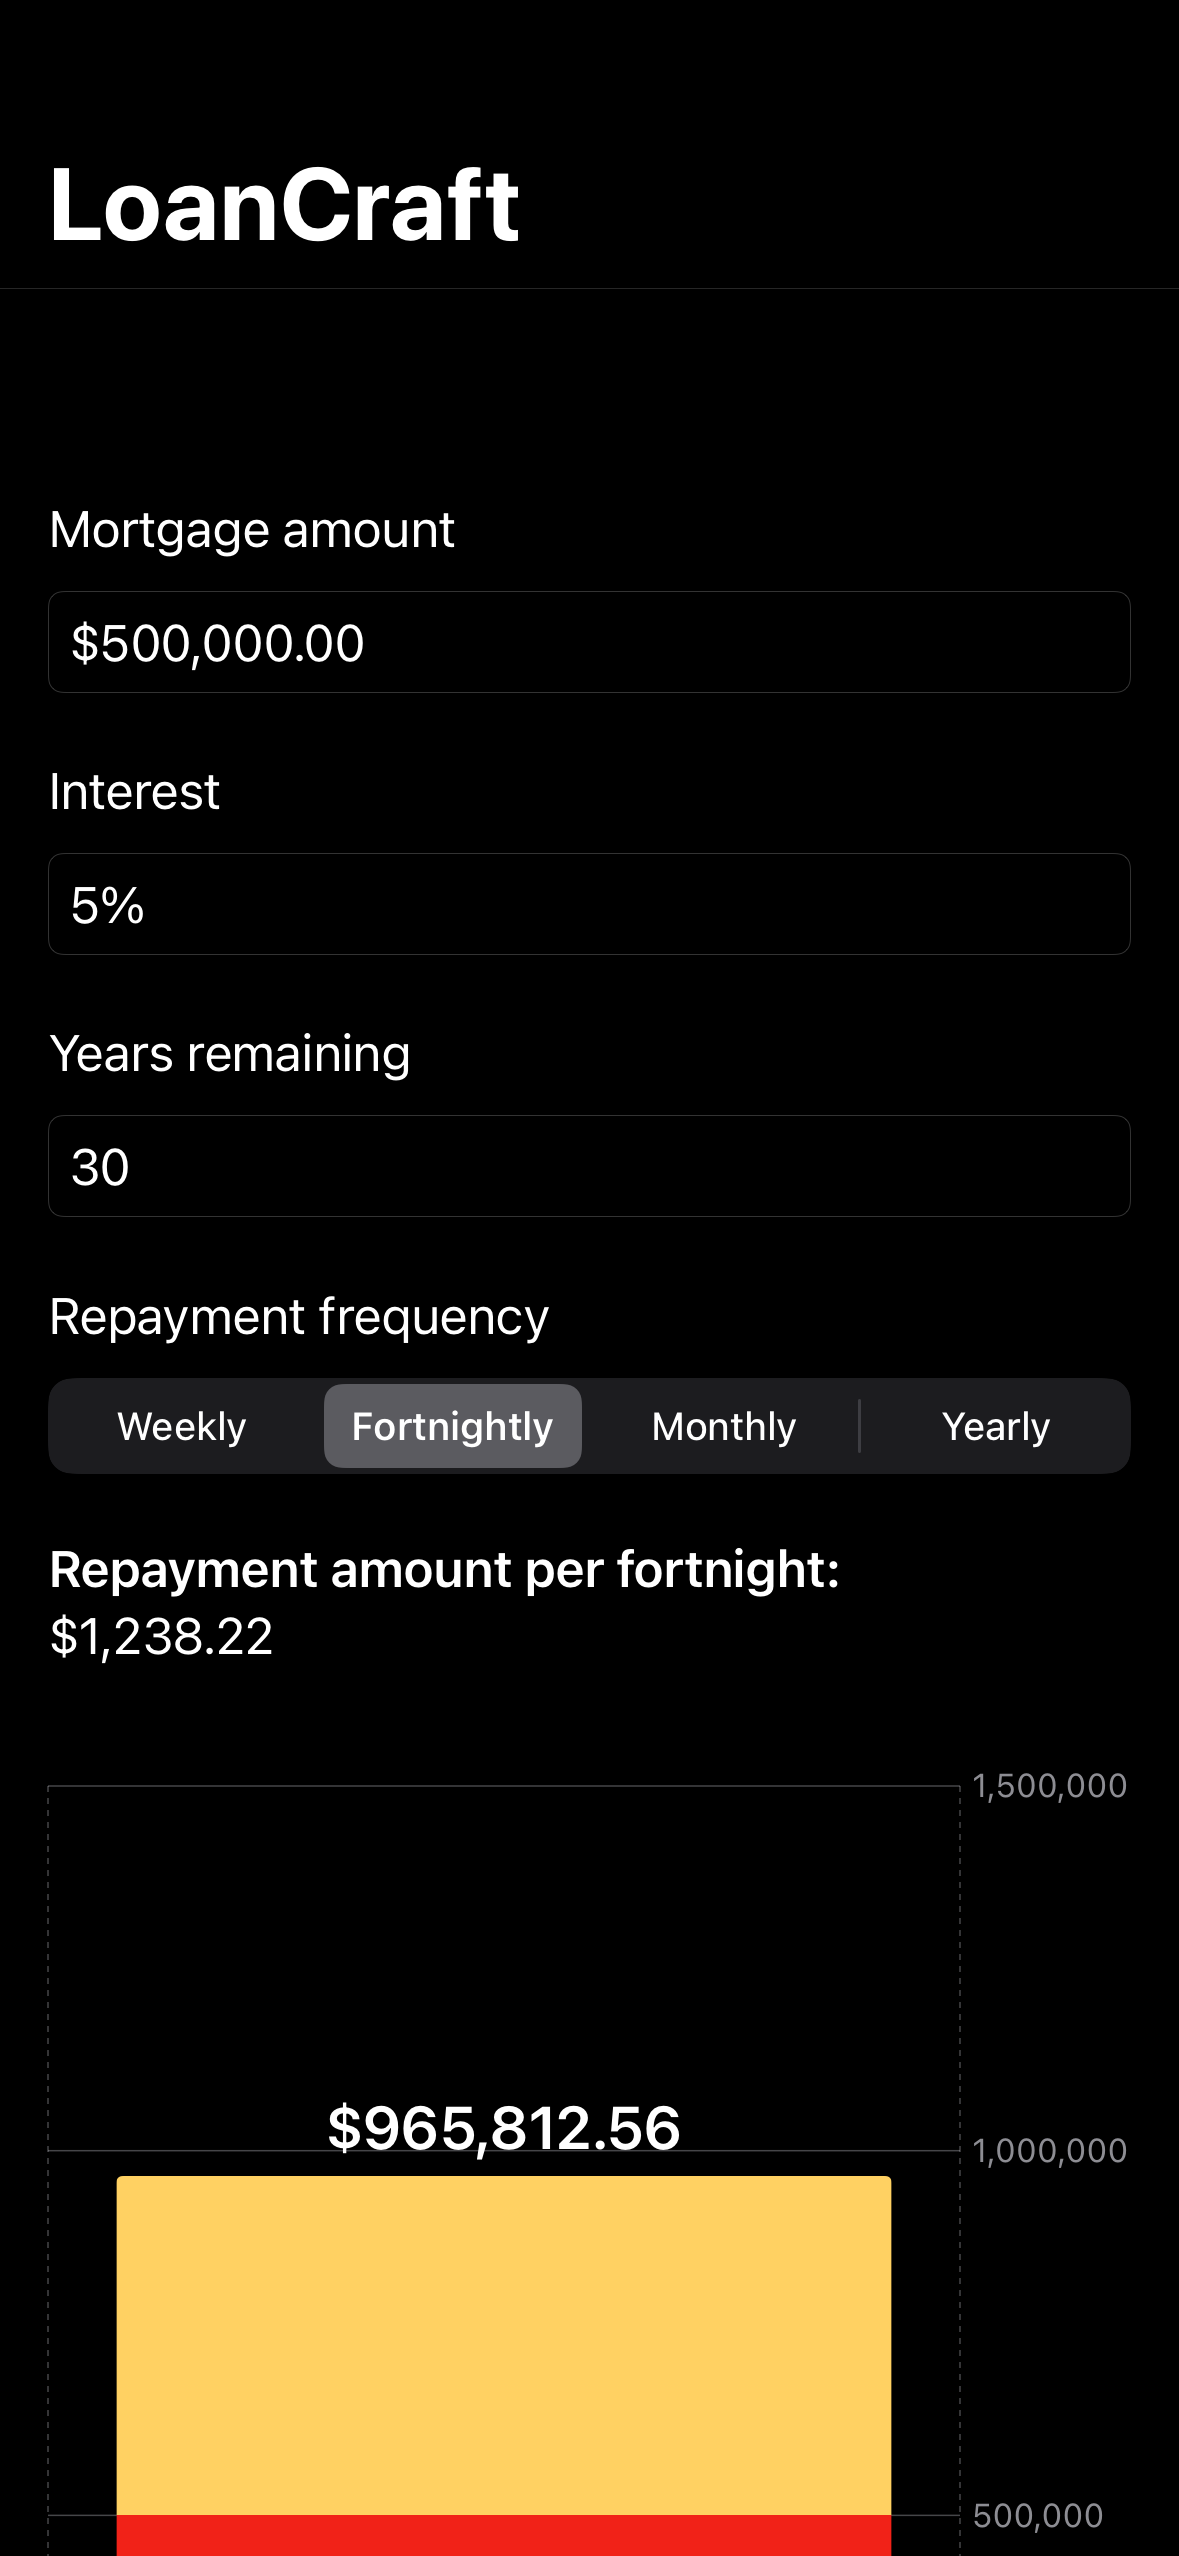 LoanCraft
Mortgage amount
$500,000.00
Interest
5%
Years remaining
30
Repayment frequency
Weekly Fortnightly Monthly Yearly
Repayment amount per fortnight:
$1,238.22
1,500,000
$965,812.56
1,000,000
500,000